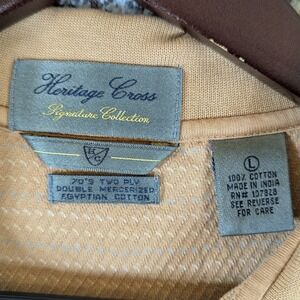 Heritage Cross
Signature Collection
H
C
70'S TWO PLY
DOUBLE MERCERIZED
EGYPTIAN COTTON
L
100% COTTON
MADE IN INDIA
RN# 107828
SEE REVERSE
FOR CARE